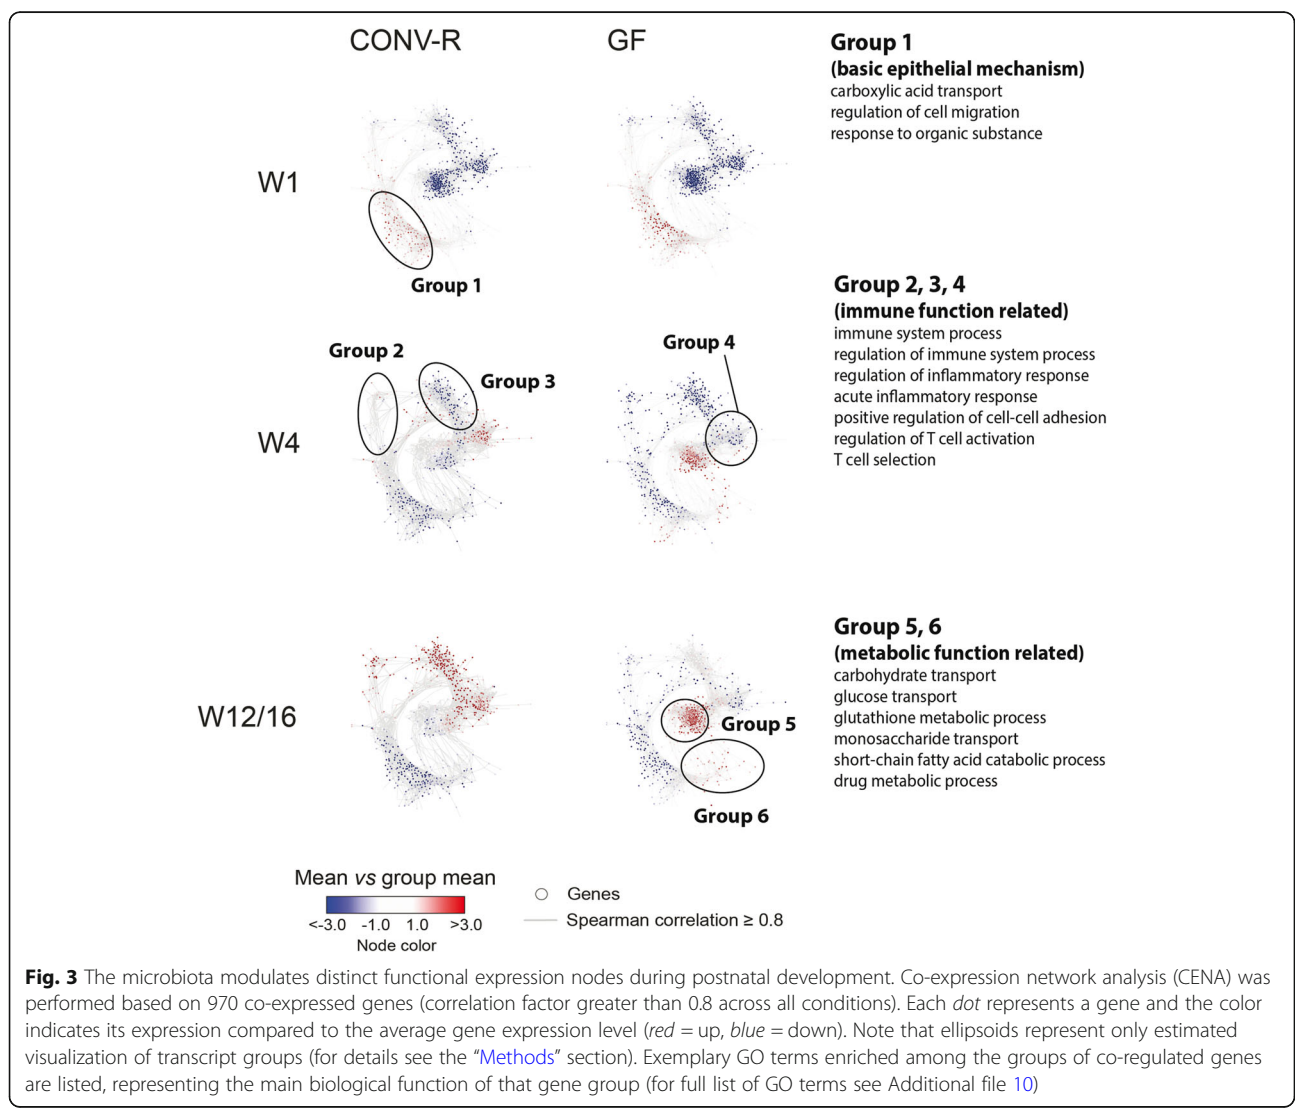 CONV-R
GF
Group 1
(basic epithelial mechanism)
carboxylic acid transport
regulation of cell migration
response to organic substance
W1
Group 1
Group 2, 3, 4
(immune function related)
immune system process
regulation of immune system process
regulation of inflammatory response
acute inflammatory response
positive regulation of cell-cell adhesion
regulation of T cell activation
T cell selection
Group 2
Group 3
Group 4
W4
Group 5, 6
(metabolic function related)
carbohydrate transport
glucose transport
glutathione metabolic process
monosaccharide transport
short-chain fatty acid catabolic process
drug metabolic process
W12/16
Group 5
Group 6
Mean vs group mean
<-3.0 -1.0 1.0 >3.0
Node color
Genes
Spearman correlation ≥ 0.8
Fig. 3 The microbiota modulates distinct functional expression nodes during postnatal development. Co-expression network analysis (CENA) was
performed based on 970 co-expressed genes (correlation factor greater than 0.8 across all conditions). Each dot represents a gene and the color
indicates its expression compared to the average gene expression level (red = up, blue = down). Note that ellipsoids represent only estimated
visualization of transcript groups (for details see the “Methods” section). Exemplary GO terms enriched among the groups of co-regulated genes
are listed, representing the main biological function of that gene group (for full list of GO terms see Additional file 10)